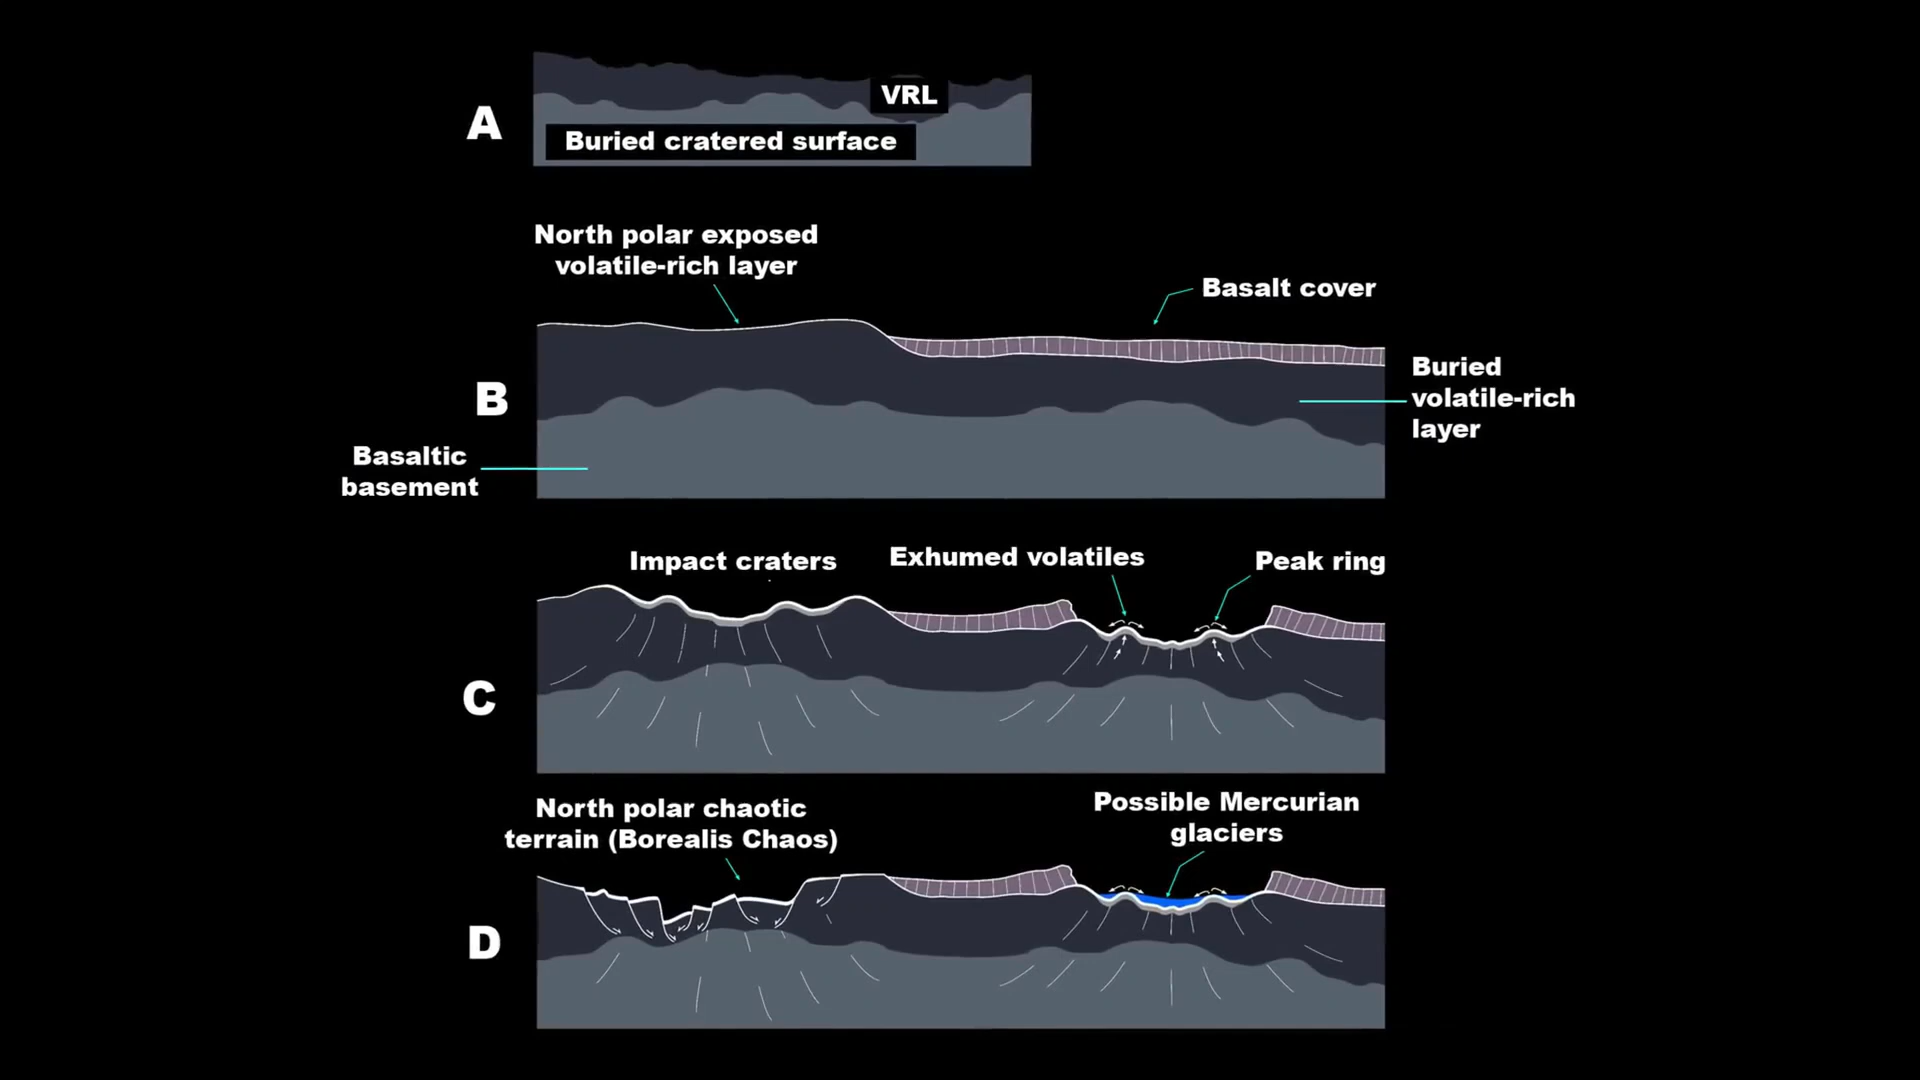 A
VRL
Buried cratered surface
North polar exposed
volatile-rich layer
Basalt cover
B
Buried
volatile-rich
layer
Basaltic
basement
Impact craters
Exhumed volatiles
Peak ring
C
North polar chaotic
terrain (Borealis Chaos)
Possible Mercurian
glaciers
D